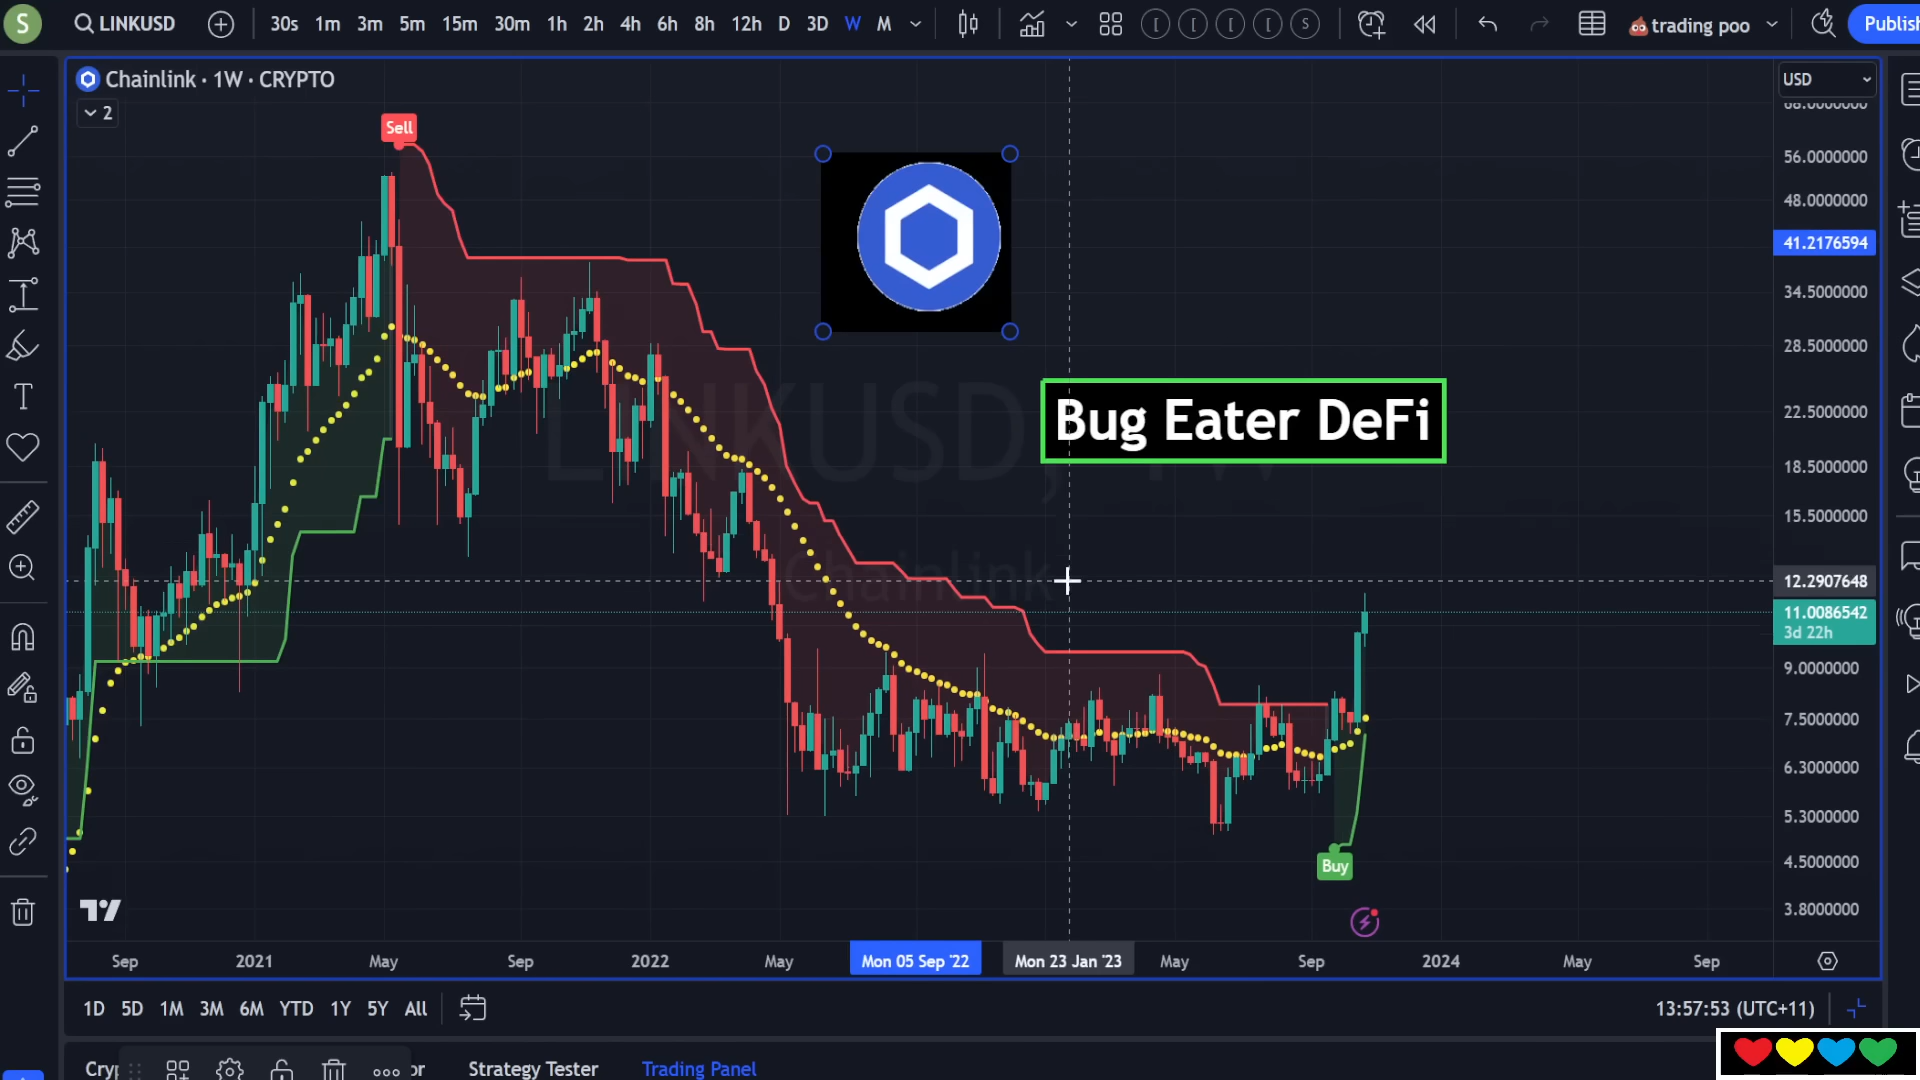 S LINKUSD 30s 1m 3m 5m 15m 30m 1h 2h 4h 6h 8h 12h D 3D W M [ [ [ [ S trading poo Publish
Chainlink · 1W · CRYPTO
USD
2
68.0000000
Sell
56.0000000
48.0000000
41.2176594
34.5000000
28.5000000
LINKUSD, 1W
Bug Eater DeFi
22.5000000
18.5000000
15.5000000
Chainlink
12.2907648
11.0086542
3d 22h
9.0000000
7.5000000
6.3000000
5.3000000
Buy
4.5000000
3.8000000
Sep 2021 May Sep 2022 May Mon 05 Sep '22 Mon 23 Jan '23 May Sep 2024 May Sep
1D 5D 1M 3M 6M YTD 1Y 5Y All
13:57:53 (UTC+11)
Strategy Tester Trading Panel